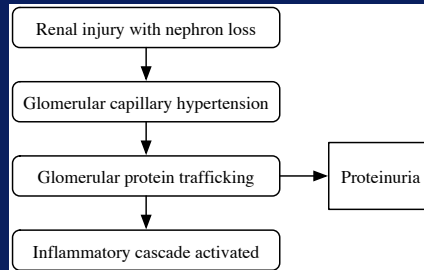 Renal injury with nephron loss
Glomerular capillary hypertension
Glomerular protein trafficking
Proteinuria
Inflammatory cascade activated